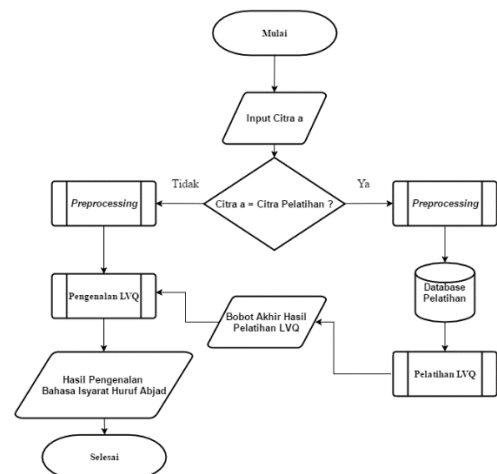 Mulai
Input Citra a
Tidak
Ya
Citra a = Citra Pelatihan ?
Preprocessing
Preprocessing
Database
Pelatihan
Pengenalan LVQ
Bobot Akhir Hasil
Pelatihan LVQ
Pelatihan LVQ
Hasil Pengenalan
Bahasa Isyarat Huruf Abjad
Selesai